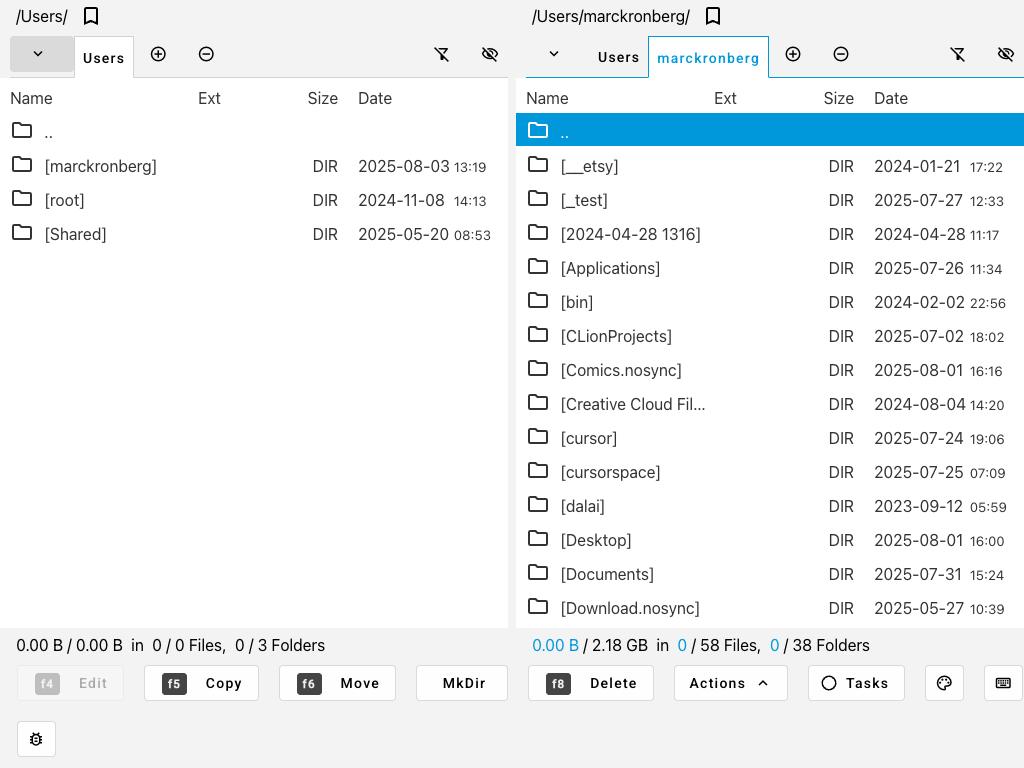 /Users/
Users
Name Ext Size Date
..
[marckronberg] DIR 2025-08-03 13:19
[root] DIR 2024-11-08 14:13
[Shared] DIR 2025-05-20 08:53
0.00 B / 0.00 B in 0 / 0 Files, 0 / 3 Folders
/Users/marckronberg/
Users marckronberg
Name Ext Size Date
..
[__etsy] DIR 2024-01-21 17:22
[_test] DIR 2025-07-27 12:33
[2024-04-28 1316] DIR 2024-04-28 11:17
[Applications] DIR 2025-07-26 11:34
[bin] DIR 2024-02-02 22:56
[CLionProjects] DIR 2025-07-02 18:02
[Comics.nosync] DIR 2025-08-01 16:16
[Creative Cloud Fil... DIR 2024-08-04 14:20
[cursor] DIR 2025-07-24 19:06
[cursorspace] DIR 2025-07-25 07:09
[dalai] DIR 2023-09-12 05:59
[Desktop] DIR 2025-08-01 16:00
[Documents] DIR 2025-07-31 15:24
[Download.nosync] DIR 2025-05-27 10:39
0.00 B / 2.18 GB in 0 / 58 Files, 0 / 38 Folders
f4 Edit f5 Copy f6 Move MkDir f8 Delete Actions Tasks